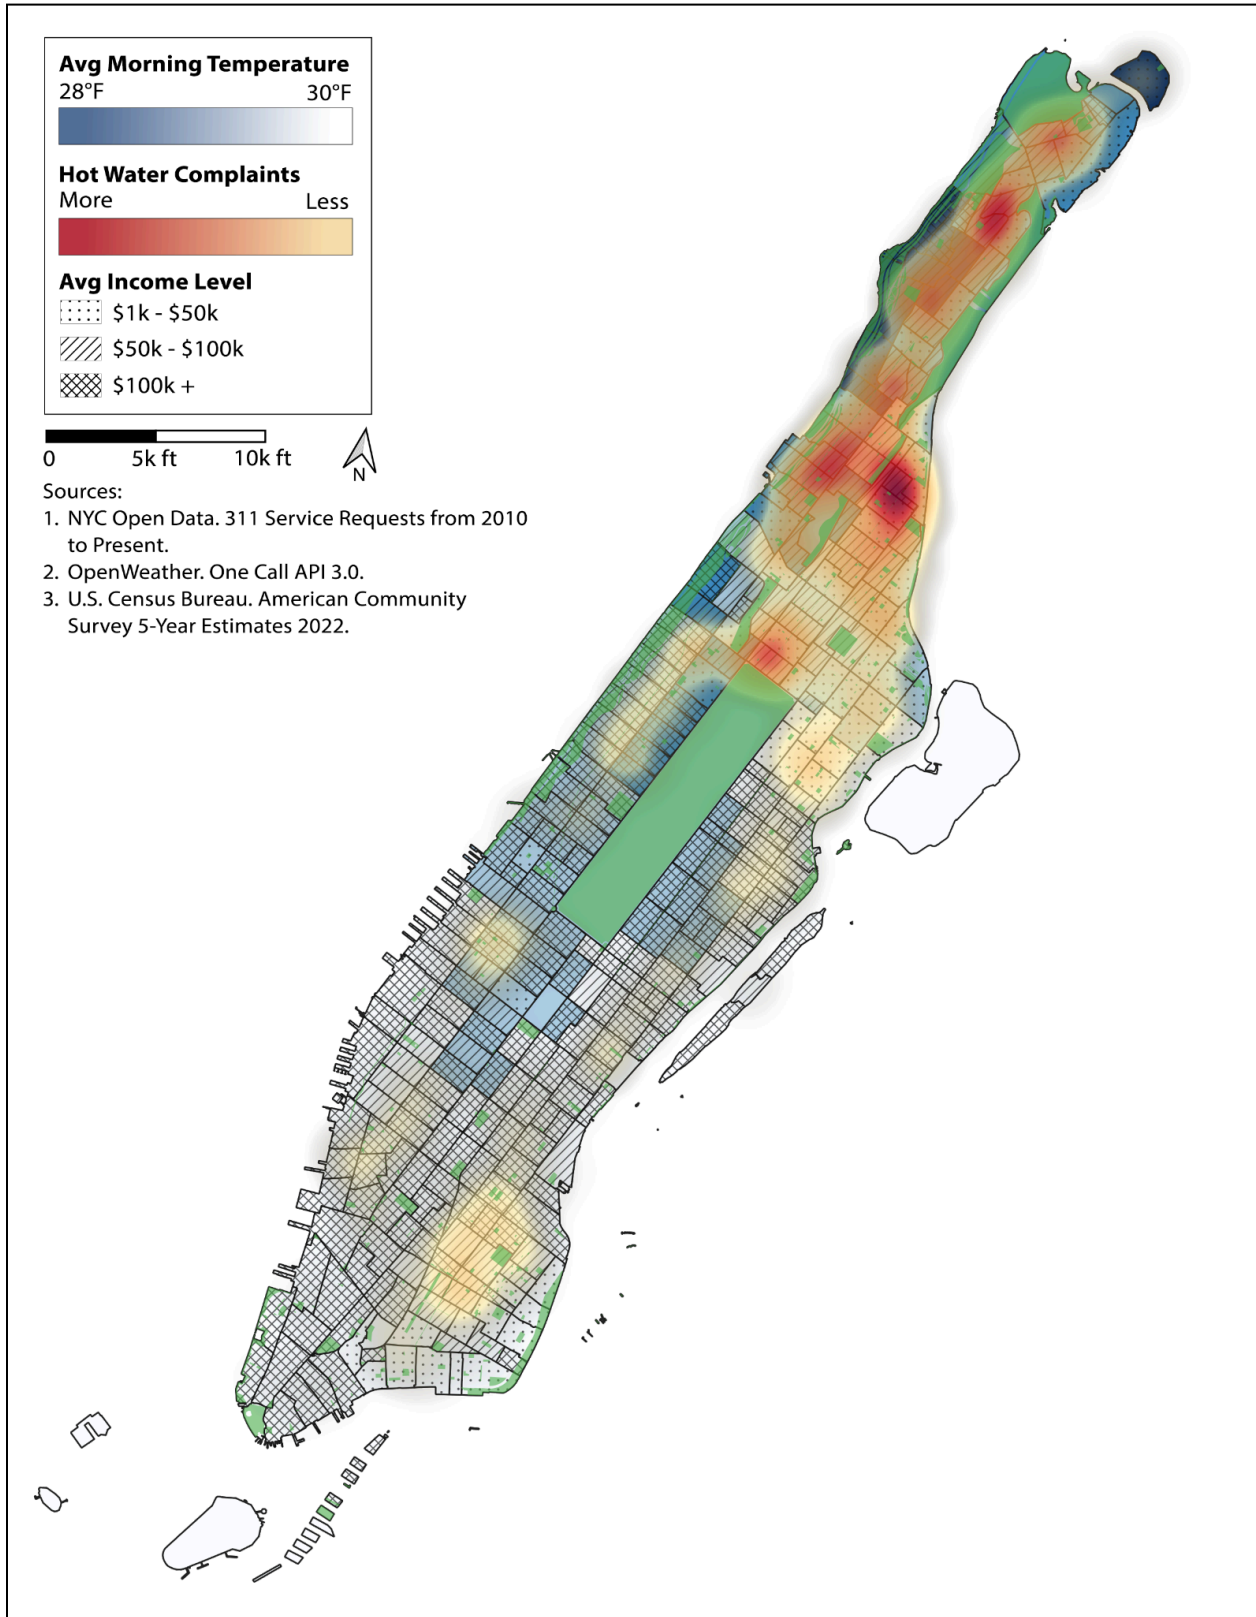 Avg Morning Temperature
28°F 30°F
Hot Water Complaints
More Less
Avg Income Level
$1k - $50k
$50k - $100k
$100k +
0 5k ft 10k ft
N
Sources:
1. NYC Open Data. 311 Service Requests from 2010
to Present.
2. OpenWeather. One Call API 3.0.
3. U.S. Census Bureau. American Community
Survey 5-Year Estimates 2022.